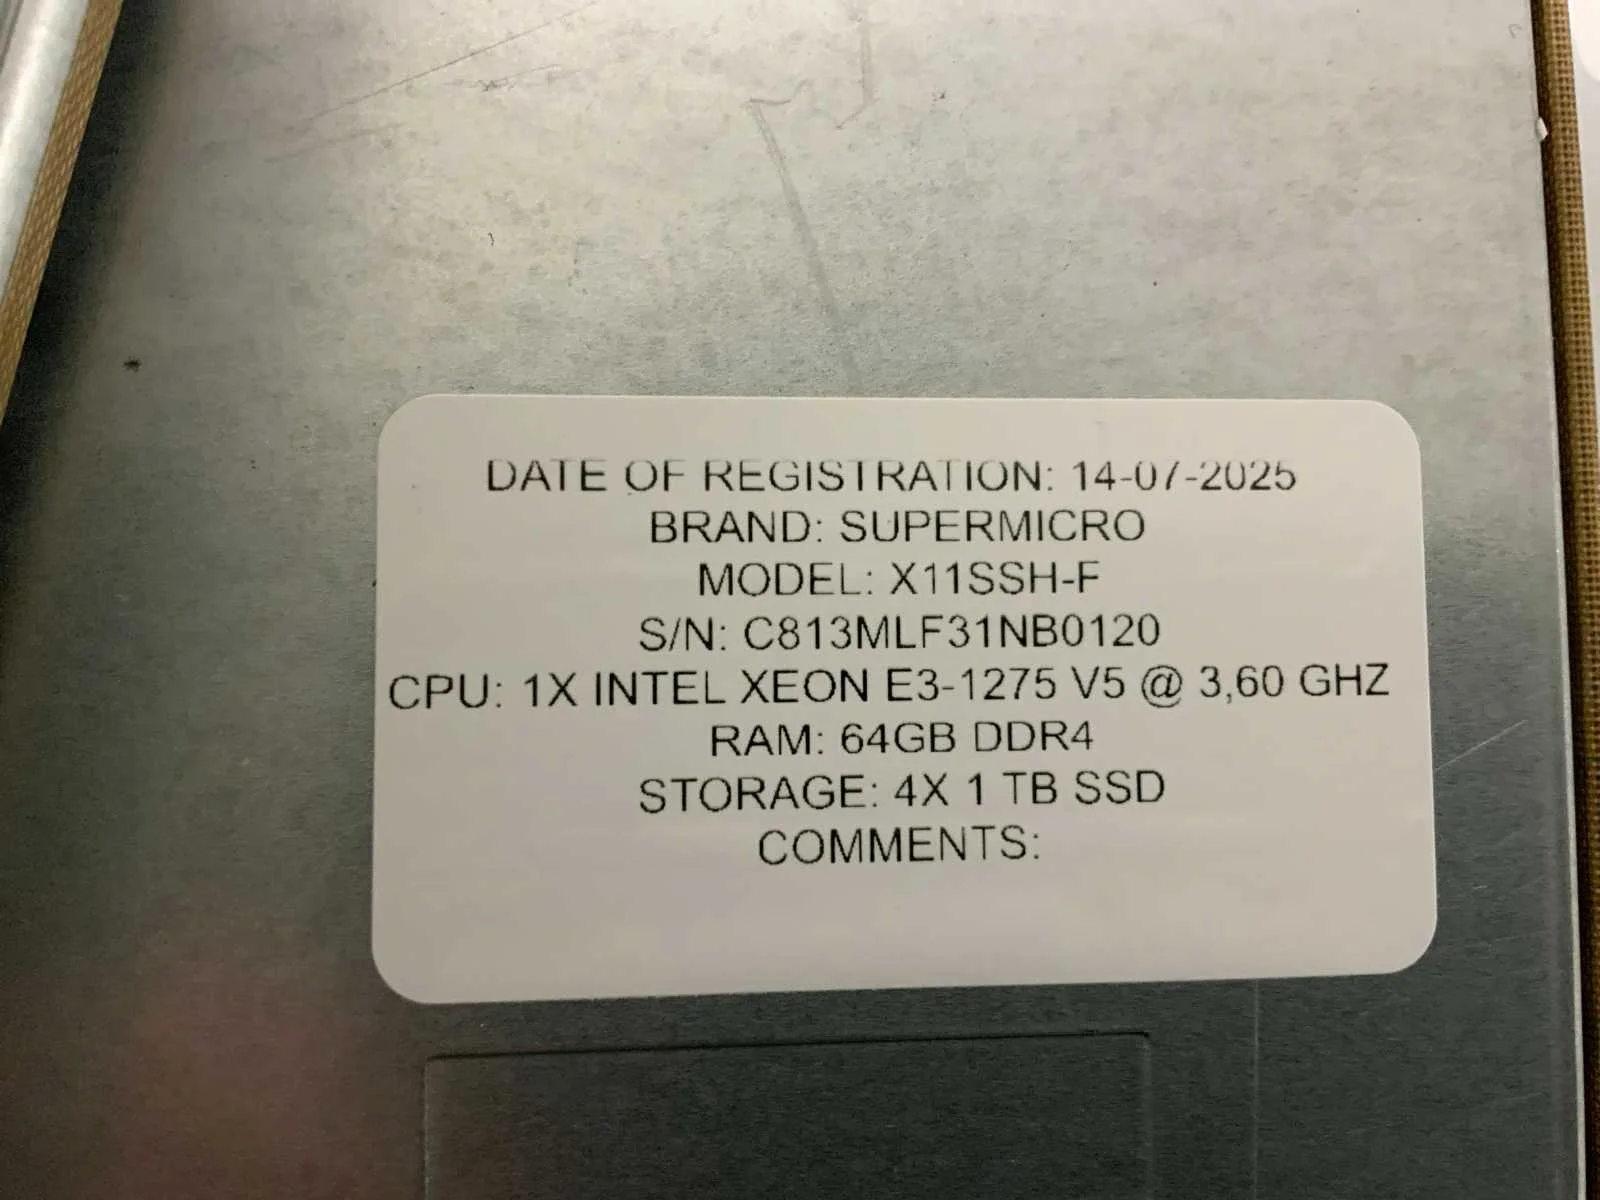 DATE OF REGISTRATION: 14-07-2025
BRAND: SUPERMICRO
MODEL: X11SSH-F
S/N: C813MLF31NB0120
CPU: 1X INTEL XEON E3-1275 V5 @ 3,60 GHZ
RAM: 64GB DDR4
STORAGE: 4X 1 TB SSD
COMMENTS: